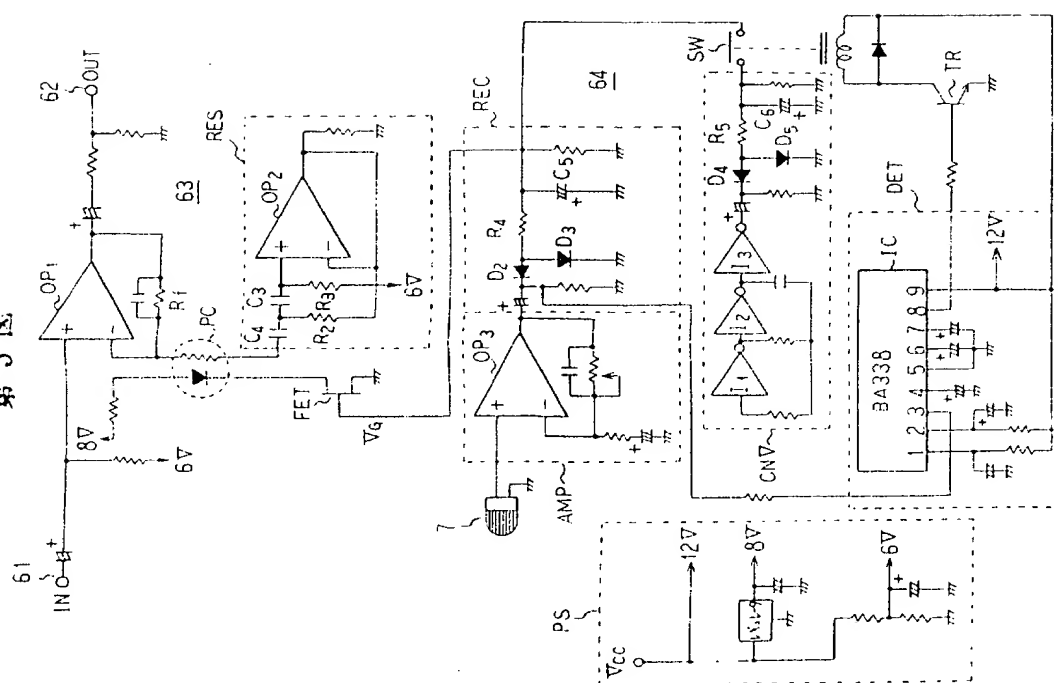 第 5 図
IN
61
+
8V
6V
PC
OP1
+
−
R1
+
62
OUT
63
RES
OP2
+
−
C4
C3
R2
R3
6V
FET
VG
7
AMP
OP3
+
−
+
+
REC
D2
R4
D3
C5
+
64
CNV
I1
I2
I3
+
D4
R5
D5
C6
+
SW
TR
DET
IC
BA338
1 2 3 4 5 6 7 8 9
+
+
12V
PS
VCC
12V
8V
6V
+